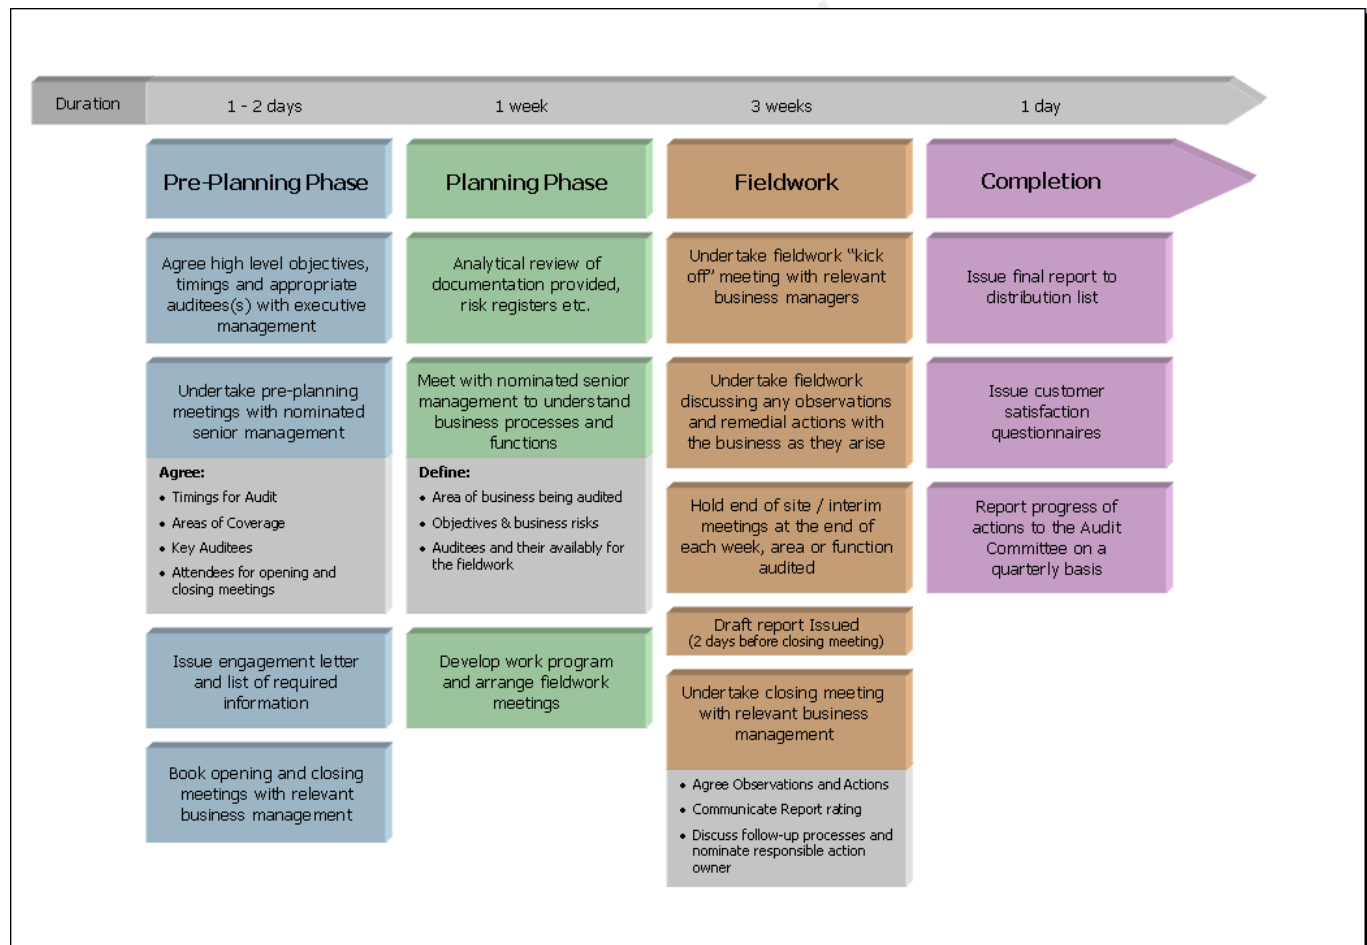 Duration
1 - 2 days
1 week
3 weeks
1 day
Pre-Planning Phase
Planning Phase
Fieldwork
Completion
Agree high level objectives,
timings and appropriate
auditees(s) with executive
management
Undertake pre-planning
meetings with nominated
senior management
Agree:
• Timings for Audit
• Areas of Coverage
• Key Auditees
• Attendees for opening and
closing meetings
Issue engagement letter
and list of required
information
Book opening and closing
meetings with relevant
business management
Analytical review of
documentation provided,
risk registers etc.
Meet with nominated senior
management to understand
business processes and
functions
Define:
• Area of business being audited
• Objectives & business risks
• Auditees and their availably for
the fieldwork
Develop work program
and arrange fieldwork
meetings
Undertake fieldwork “kick
off” meeting with relevant
business managers
Undertake fieldwork
discussing any observations
and remedial actions with
the business as they arise
Hold end of site / interim
meetings at the end of
each week, area or function
audited
Draft report Issued
(2 days before closing meeting)
Undertake closing meeting
with relevant business
management
• Agree Observations and Actions
• Communicate Report rating
• Discuss follow-up processes and
nominate responsible action
owner
Issue final report to
distribution list
Issue customer
satisfaction
questionnaires
Report progress of
actions to the Audit
Committee on a
quarterly basis